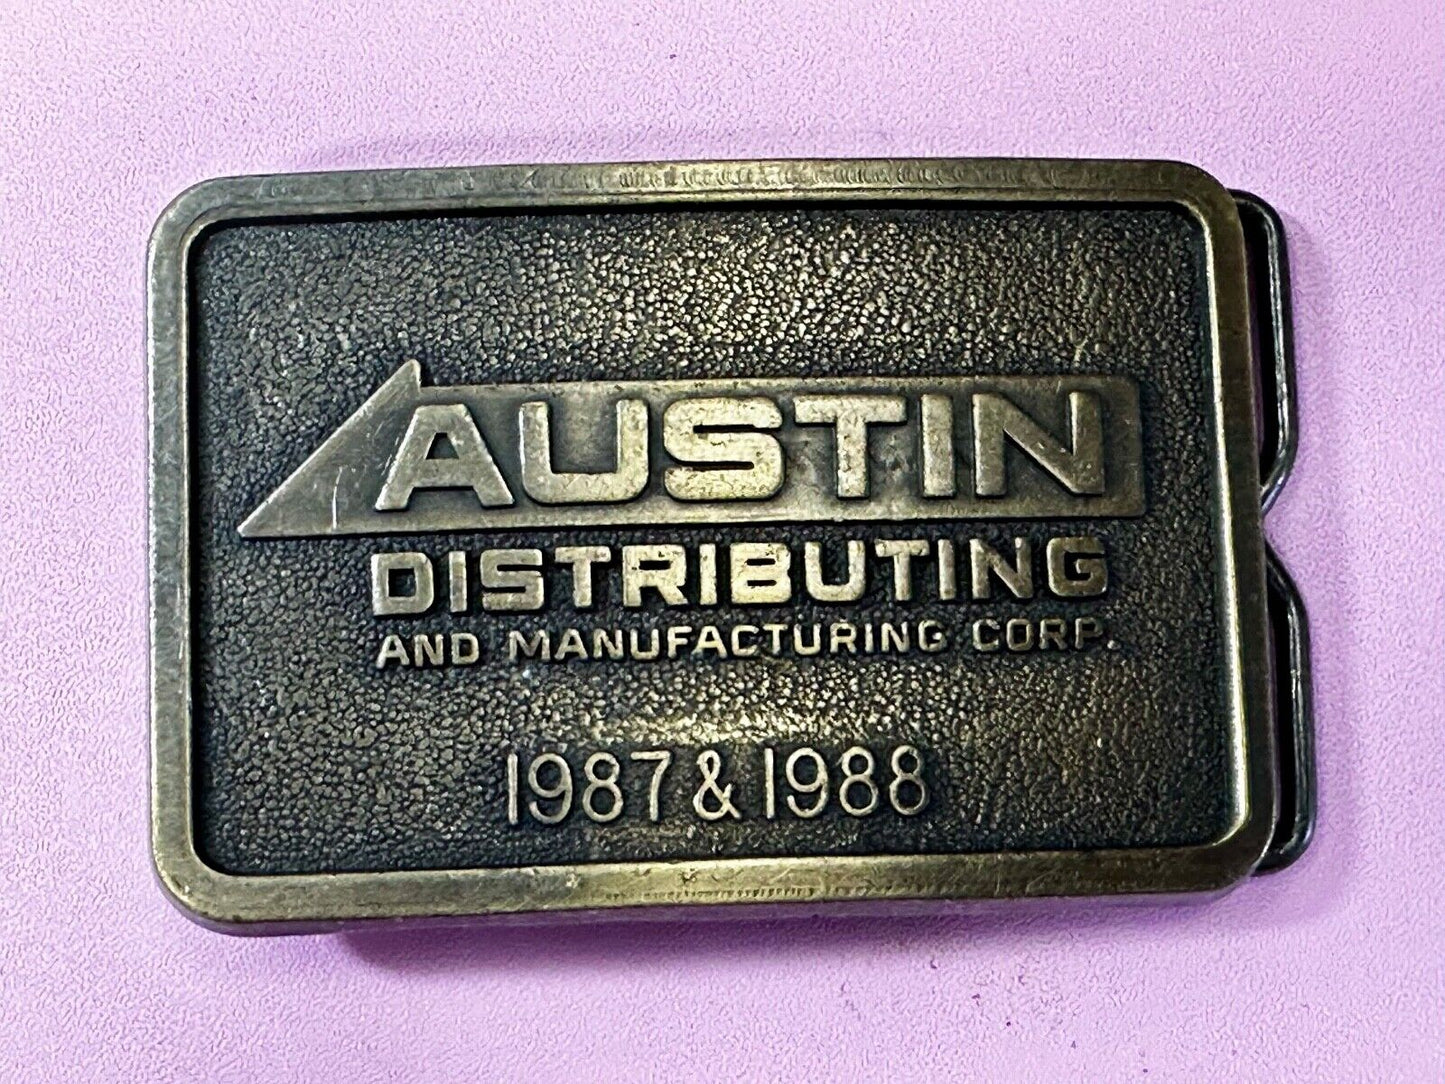 AUSTIN
DISTRIBUTING
AND MANUFACTURING CORP.
1987 & 1988